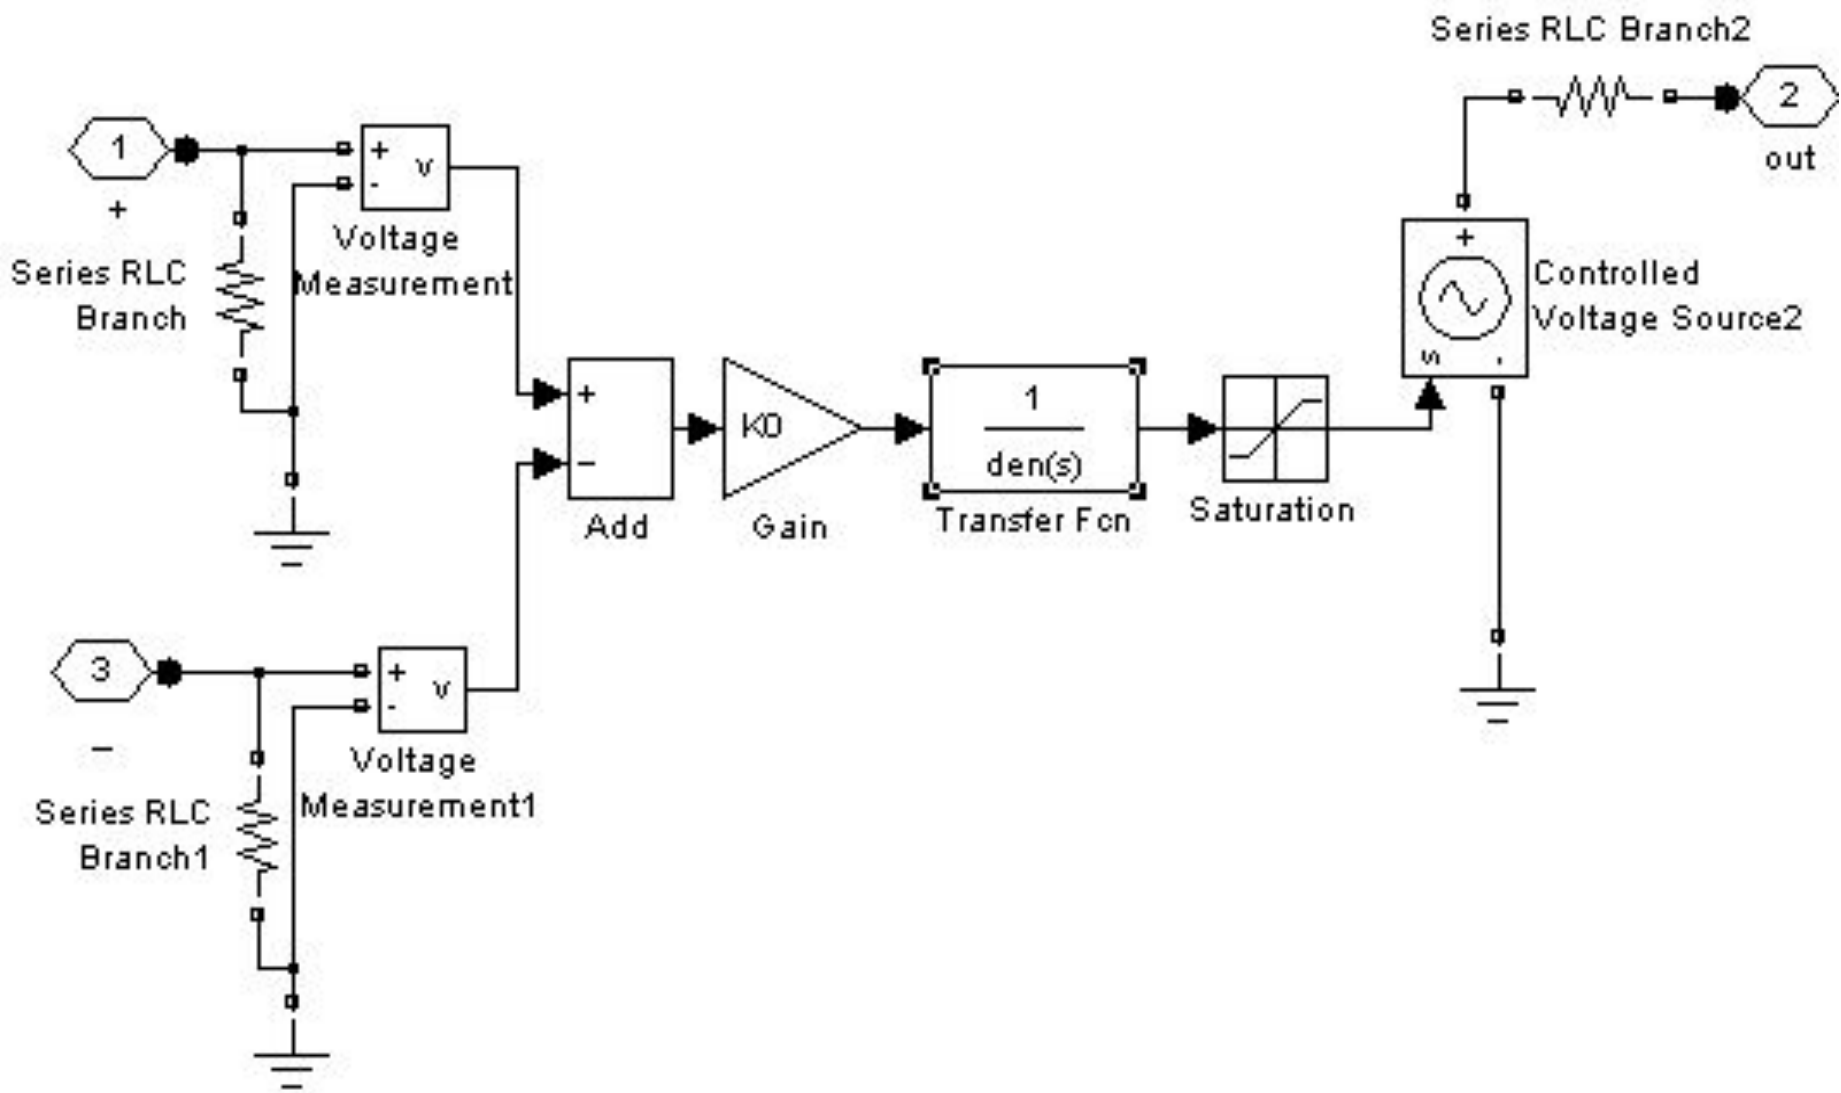 Series RLC Branch2
2
out
1
+
+
-
v
Voltage
Measurement
Series RLC
Branch
+
Controlled
Voltage Source2
s
-
+
−
Add
K0
Gain
1
den(s)
Transfer Fcn
Saturation
3
−
+
-
v
Voltage
Measurement1
Series RLC
Branch1